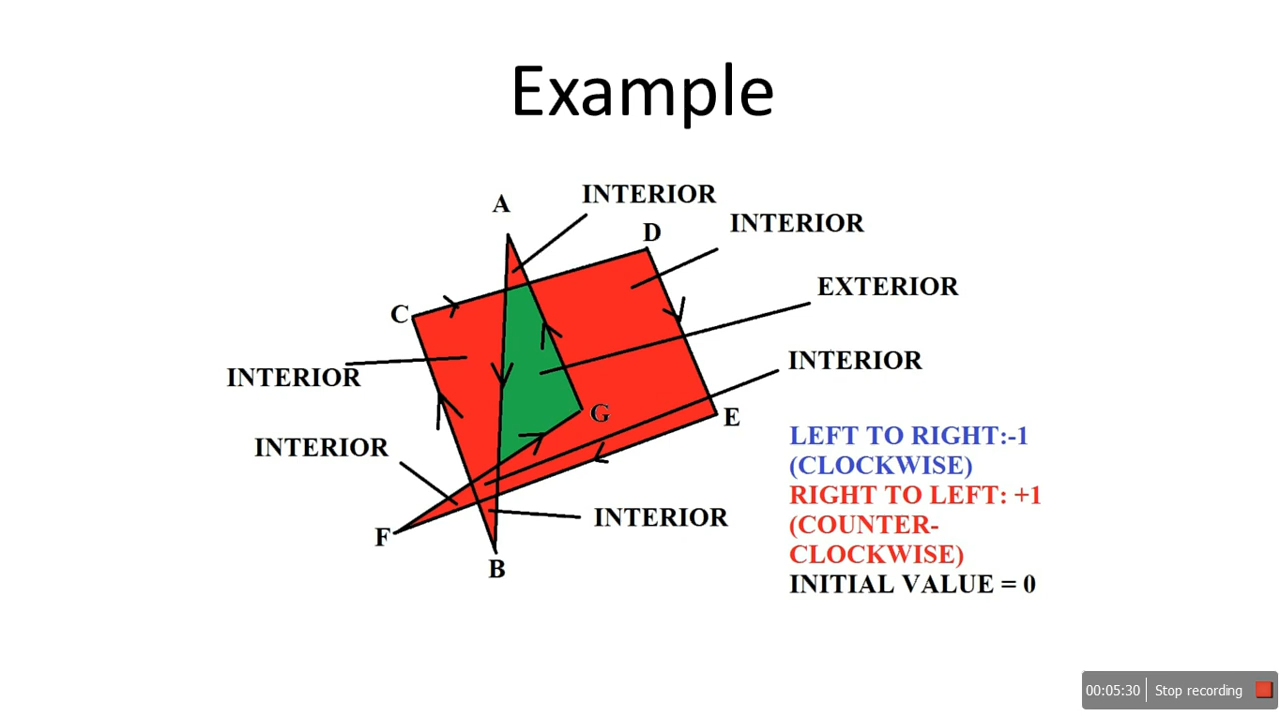 Example
INTERIOR
A
INTERIOR
D
EXTERIOR
C
INTERIOR
INTERIOR
G
E
LEFT TO RIGHT:-1
(CLOCKWISE)
INTERIOR
RIGHT TO LEFT: +1
(COUNTER-
CLOCKWISE)
INTERIOR
F
B
INITIAL VALUE = 0
00:05:30 Stop recording